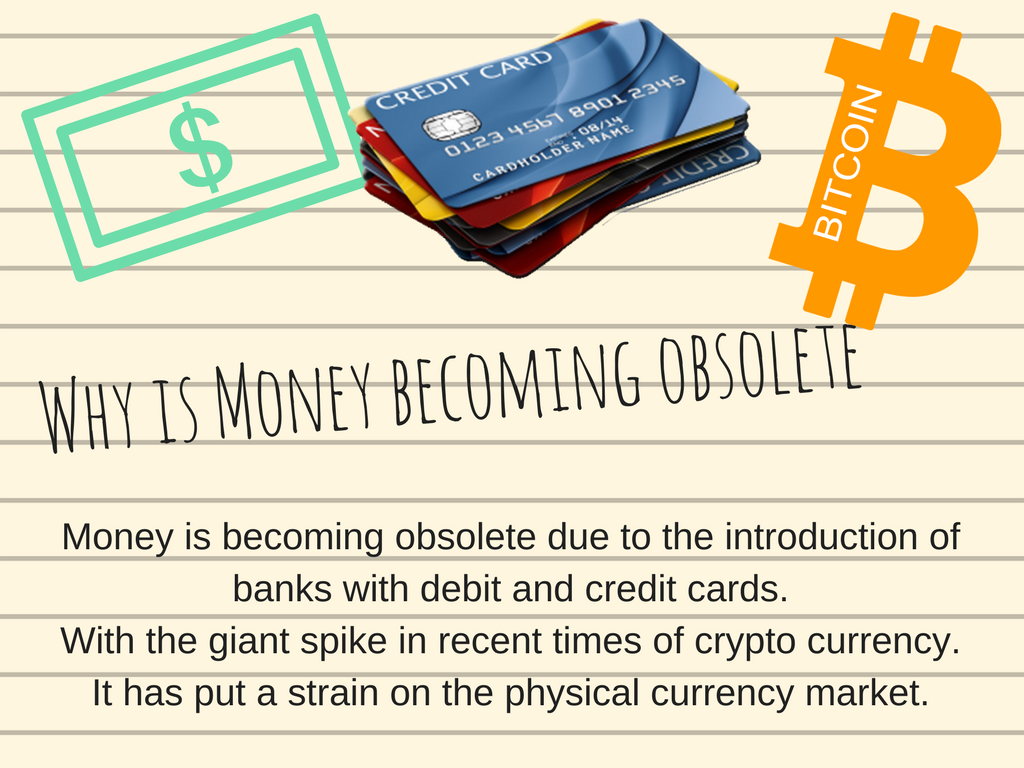 $
CREDIT CARD
0123 4567 8901 2345
08/14
CARDHOLDER NAME
BITCOIN
Why is Money becoming obsolete
Money is becoming obsolete due to the introduction of
banks with debit and credit cards.
With the giant spike in recent times of crypto currency.
It has put a strain on the physical currency market.